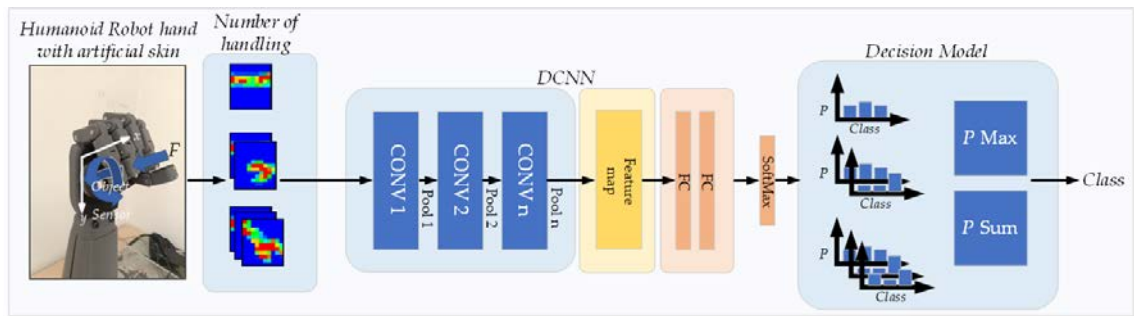 Humanoid Robot hand
with artificial skin
Number of
handling
DCNN
Decision Model
x
F
Object
y Sensor
CONV 1
Pool 1
CONV 2
Pool 2
CONV n
Pool n
Feature
map
FC
FC
SoftMax
P
Class
P
Class
P
Class
P Max
P Sum
Class